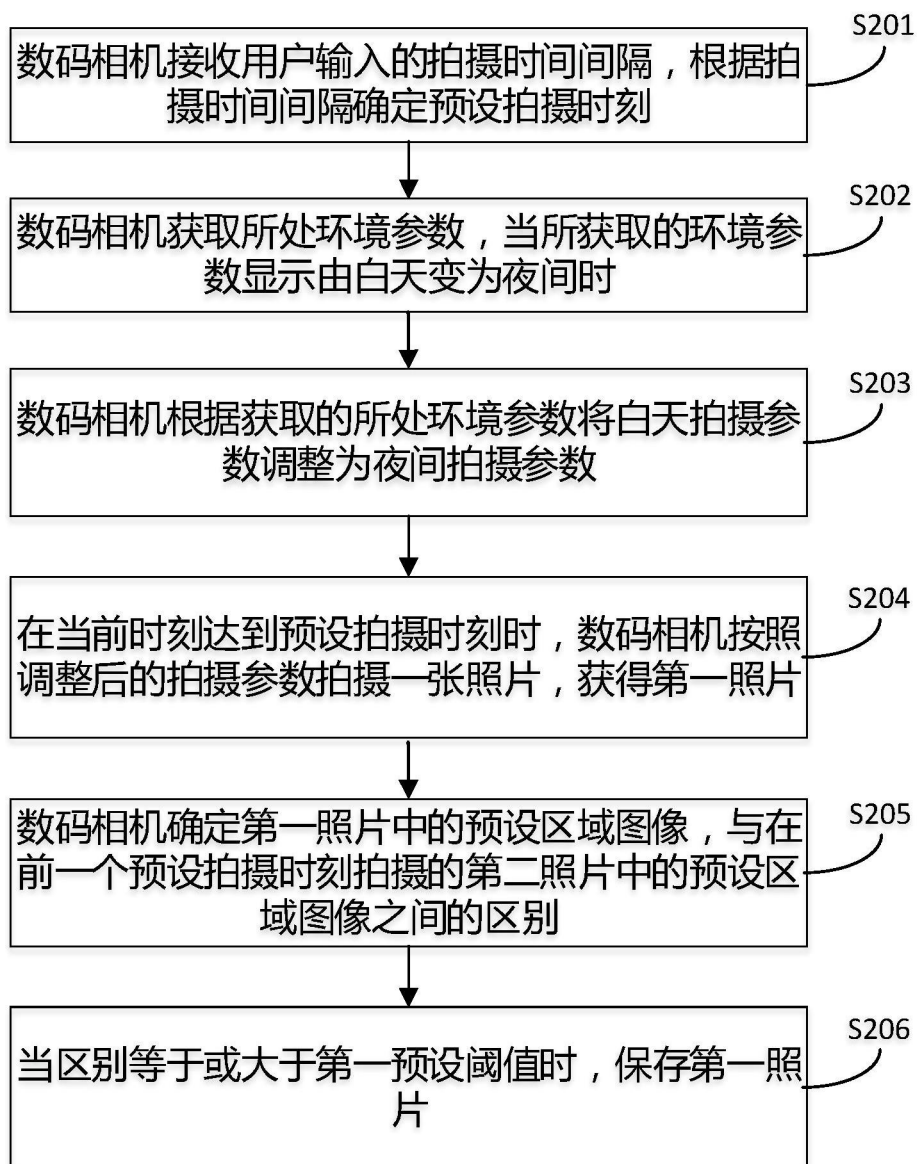 S201
数码相机接收用户输入的拍摄时间间隔，根据拍
摄时间间隔确定预设拍摄时刻
S202
数码相机获取所处环境参数，当所获取的环境参
数显示由白天变为夜间时
S203
数码相机根据获取的所处环境参数将白天拍摄参
数调整为夜间拍摄参数
S204
在当前时刻达到预设拍摄时刻时，数码相机按照
调整后的拍摄参数拍摄一张照片，获得第一照片
S205
数码相机确定第一照片中的预设区域图像，与在
前一个预设拍摄时刻拍摄的第二照片中的预设区
域图像之间的区别
S206
当区别等于或大于第一预设阈值时，保存第一照
片